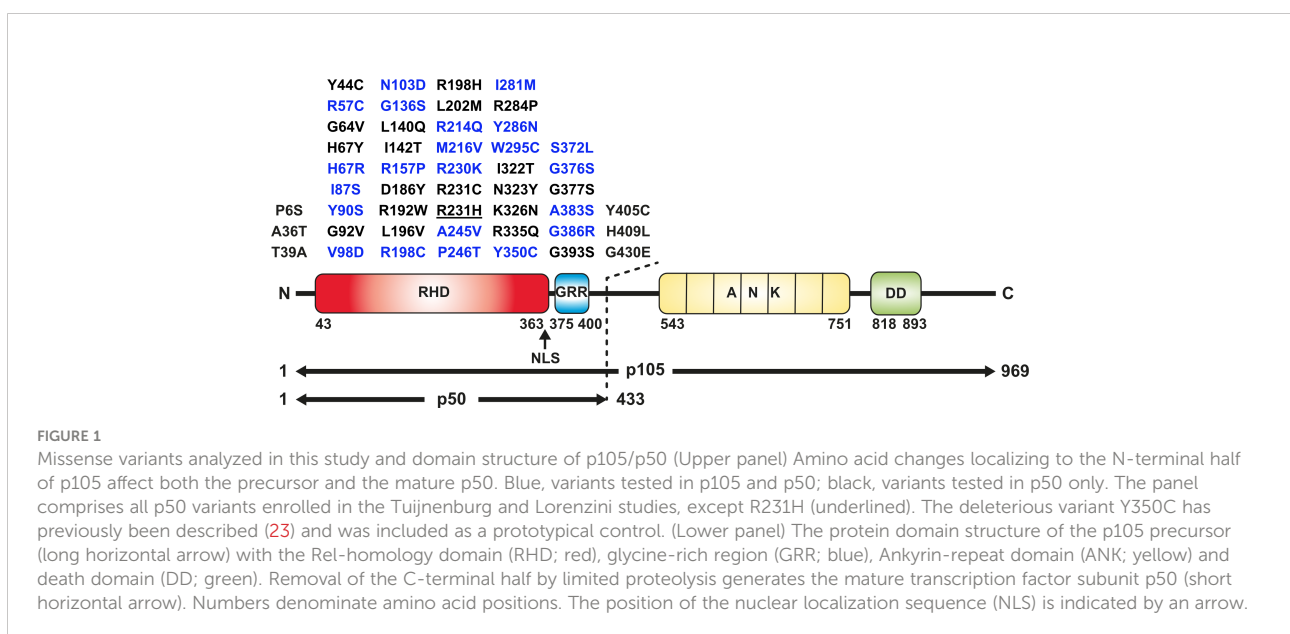 Y44C N103D R198H I281M
R57C G136S L202M R284P
G64V L140Q R214Q Y286N
H67Y I142T M216V W295C S372L
H67R R157P R230K I322T G376S
I87S D186Y R231C N323Y G377S
P6S Y90S R192W R231H K326N A383S Y405C
A36T G92V L196V A245V R335Q G386R H409L
T39A V98D R198C P246T Y350C G393S G430E
N RHD GRR A N K DD C
43 363 375 400 543 751 818 893
NLS
1 p105 969
1 p50 433
FIGURE 1
Missense variants analyzed in this study and domain structure of p105/p50 (Upper panel) Amino acid changes localizing to the N-terminal half
of p105 affect both the precursor and the mature p50. Blue, variants tested in p105 and p50; black, variants tested in p50 only. The panel
comprises all p50 variants enrolled in the Tuijnenburg and Lorenzini studies, except R231H (underlined). The deleterious variant Y350C has
previously been described (23) and was included as a prototypical control. (Lower panel) The protein domain structure of the p105 precursor
(long horizontal arrow) with the Rel-homology domain (RHD; red), glycine-rich region (GRR; blue), Ankyrin-repeat domain (ANK; yellow) and
death domain (DD; green). Removal of the C-terminal half by limited proteolysis generates the mature transcription factor subunit p50 (short
horizontal arrow). Numbers denominate amino acid positions. The position of the nuclear localization sequence (NLS) is indicated by an arrow.